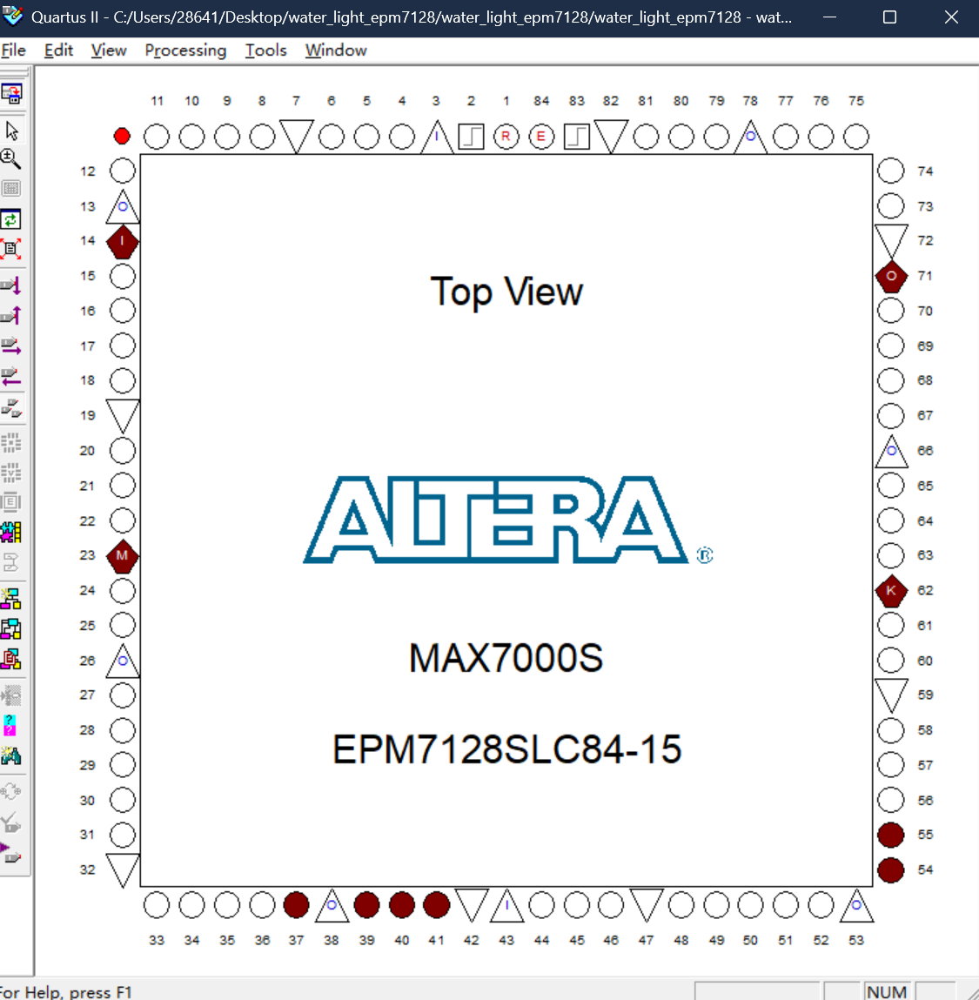 Quartus II - C:/Users/28641/Desktop/water_light_epm7128/water_light_epm7128/water_light_epm7128 - wat...
File Edit View Processing Tools Window
11 10 9 8 7 6 5 4 3 2 1 84 83 82 81 80 79 78 77 76 75
I R E O
12 74
13 O 73
14 I 72
15 O 71
16 70
17 69
18 68
19 67
20 O 66
21 65
22 64
23 M 63
24 K 62
25 61
26 O 60
27 59
28 58
29 57
30 56
31 55
32 54
Top View
ALTERA ®
MAX7000S
EPM7128SLC84-15
O I O
33 34 35 36 37 38 39 40 41 42 43 44 45 46 47 48 49 50 51 52 53
For Help, press F1 NUM